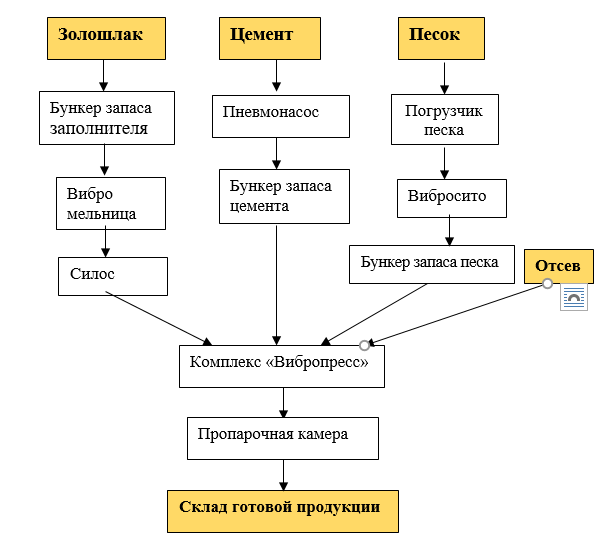 Золошлак
Цемент
Песок
Бункер запаса
заполнителя
Пневмонасос
Погрузчик
песка
Вибро
мельница
Бункер запаса
цемента
Вибросито
Силос
Бункер запаса песка
Отсев
Комплекс «Вибропресс»
Пропарочная камера
Склад готовой продукции